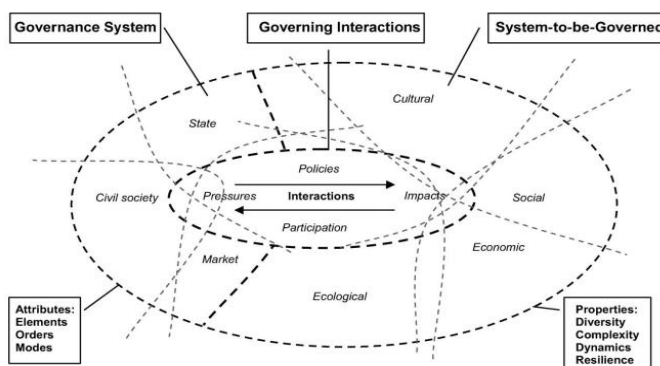 Governance System
Governing Interactions
System-to-be-Governed
Cultural
State
Policies
Civil society
Pressures
Interactions
Impacts
Social
Participation
Economic
Market
Ecological
Attributes:
Elements
Orders
Modes
Properties:
Diversity
Complexity
Dynamics
Resilience